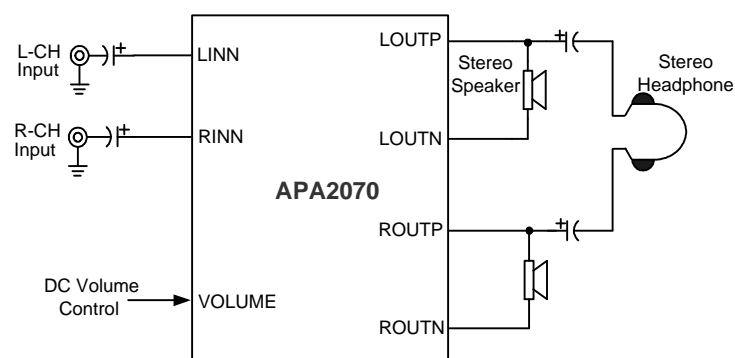 L-CH
Input
LINN
R-CH
Input
RINN
APA2070
DC Volume
Control
VOLUME
LOUTP
Stereo
Speaker
LOUTN
ROUTP
ROUTN
Stereo
Headphone
+
+
+
+